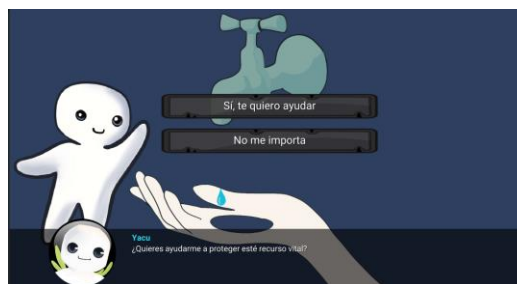 Sí, te quiero ayudar
No me importa
Yacu
¿Quieres ayudarme a proteger esté recurso vital?